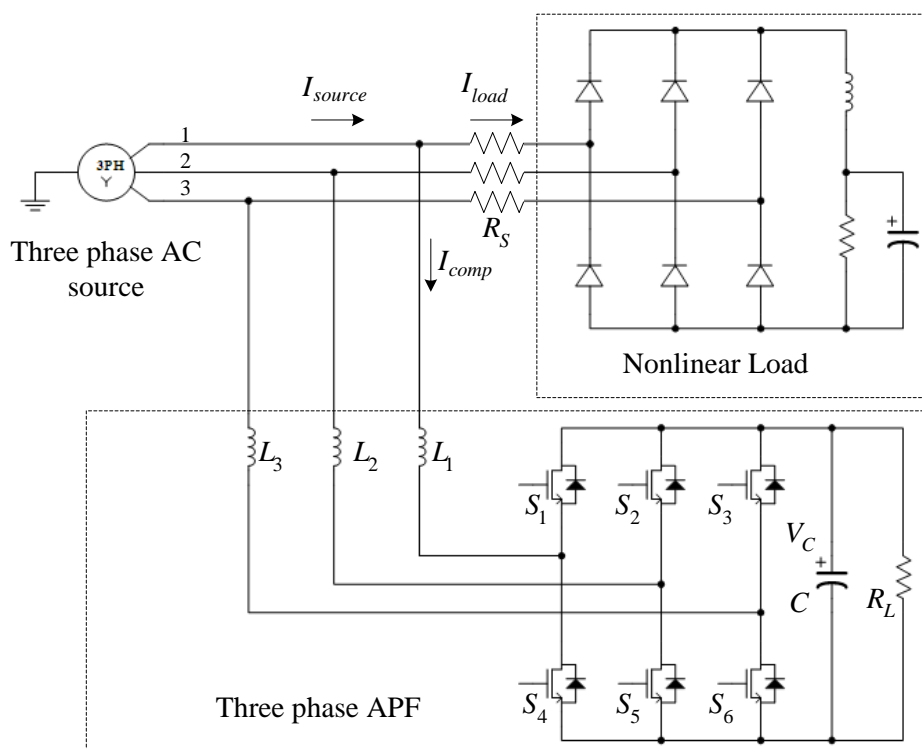 I_source
I_load
1
2
3
3PH
Y
R_S
Three phase AC
source
I_comp
Nonlinear Load
+
L_3
L_2
L_1
S_1
S_2
S_3
V_C
+
C
R_L
S_4
S_5
S_6
Three phase APF